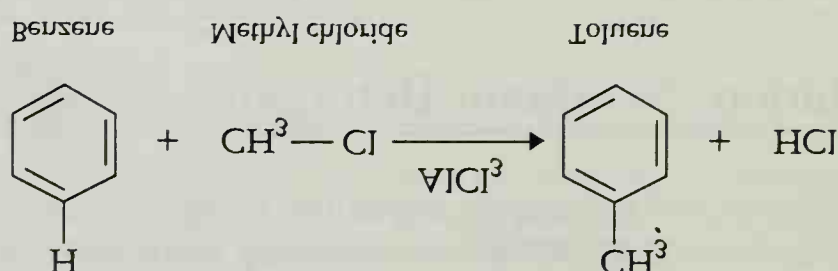 H CH₃
+ CH₃—Cl AlCl₃ + HCl
Benzene Methyl chloride Toluene